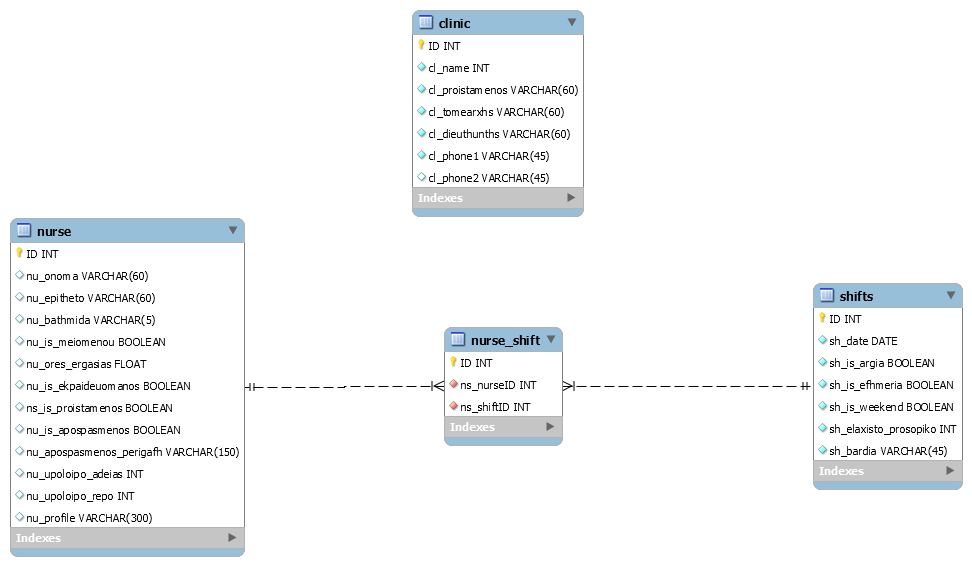 clinic
ID INT
cl_name INT
cl_proistamenos VARCHAR(60)
cl_tomearxhs VARCHAR(60)
cl_dieuthunths VARCHAR(60)
cl_phone1 VARCHAR(45)
cl_phone2 VARCHAR(45)
Indexes
nurse
ID INT
nu_onoma VARCHAR(60)
nu_epitheto VARCHAR(60)
nu_bathmida VARCHAR(5)
nu_is_meiomenou BOOLEAN
nu_ores_ergasias FLOAT
nu_is_ekpaideuomanos BOOLEAN
ns_is_proistamenos BOOLEAN
nu_is_apospasmenos BOOLEAN
nu_apospasmenos_perigafh VARCHAR(150)
nu_upoloipo_adeias INT
nu_upoloipo_repo INT
nu_profile VARCHAR(300)
Indexes
nurse_shift
ID INT
ns_nurseID INT
ns_shiftID INT
Indexes
shifts
ID INT
sh_date DATE
sh_is_argia BOOLEAN
sh_is_efhmeria BOOLEAN
sh_is_weekend BOOLEAN
sh_elaxisto_prosopiko INT
sh_bardia VARCHAR(45)
Indexes